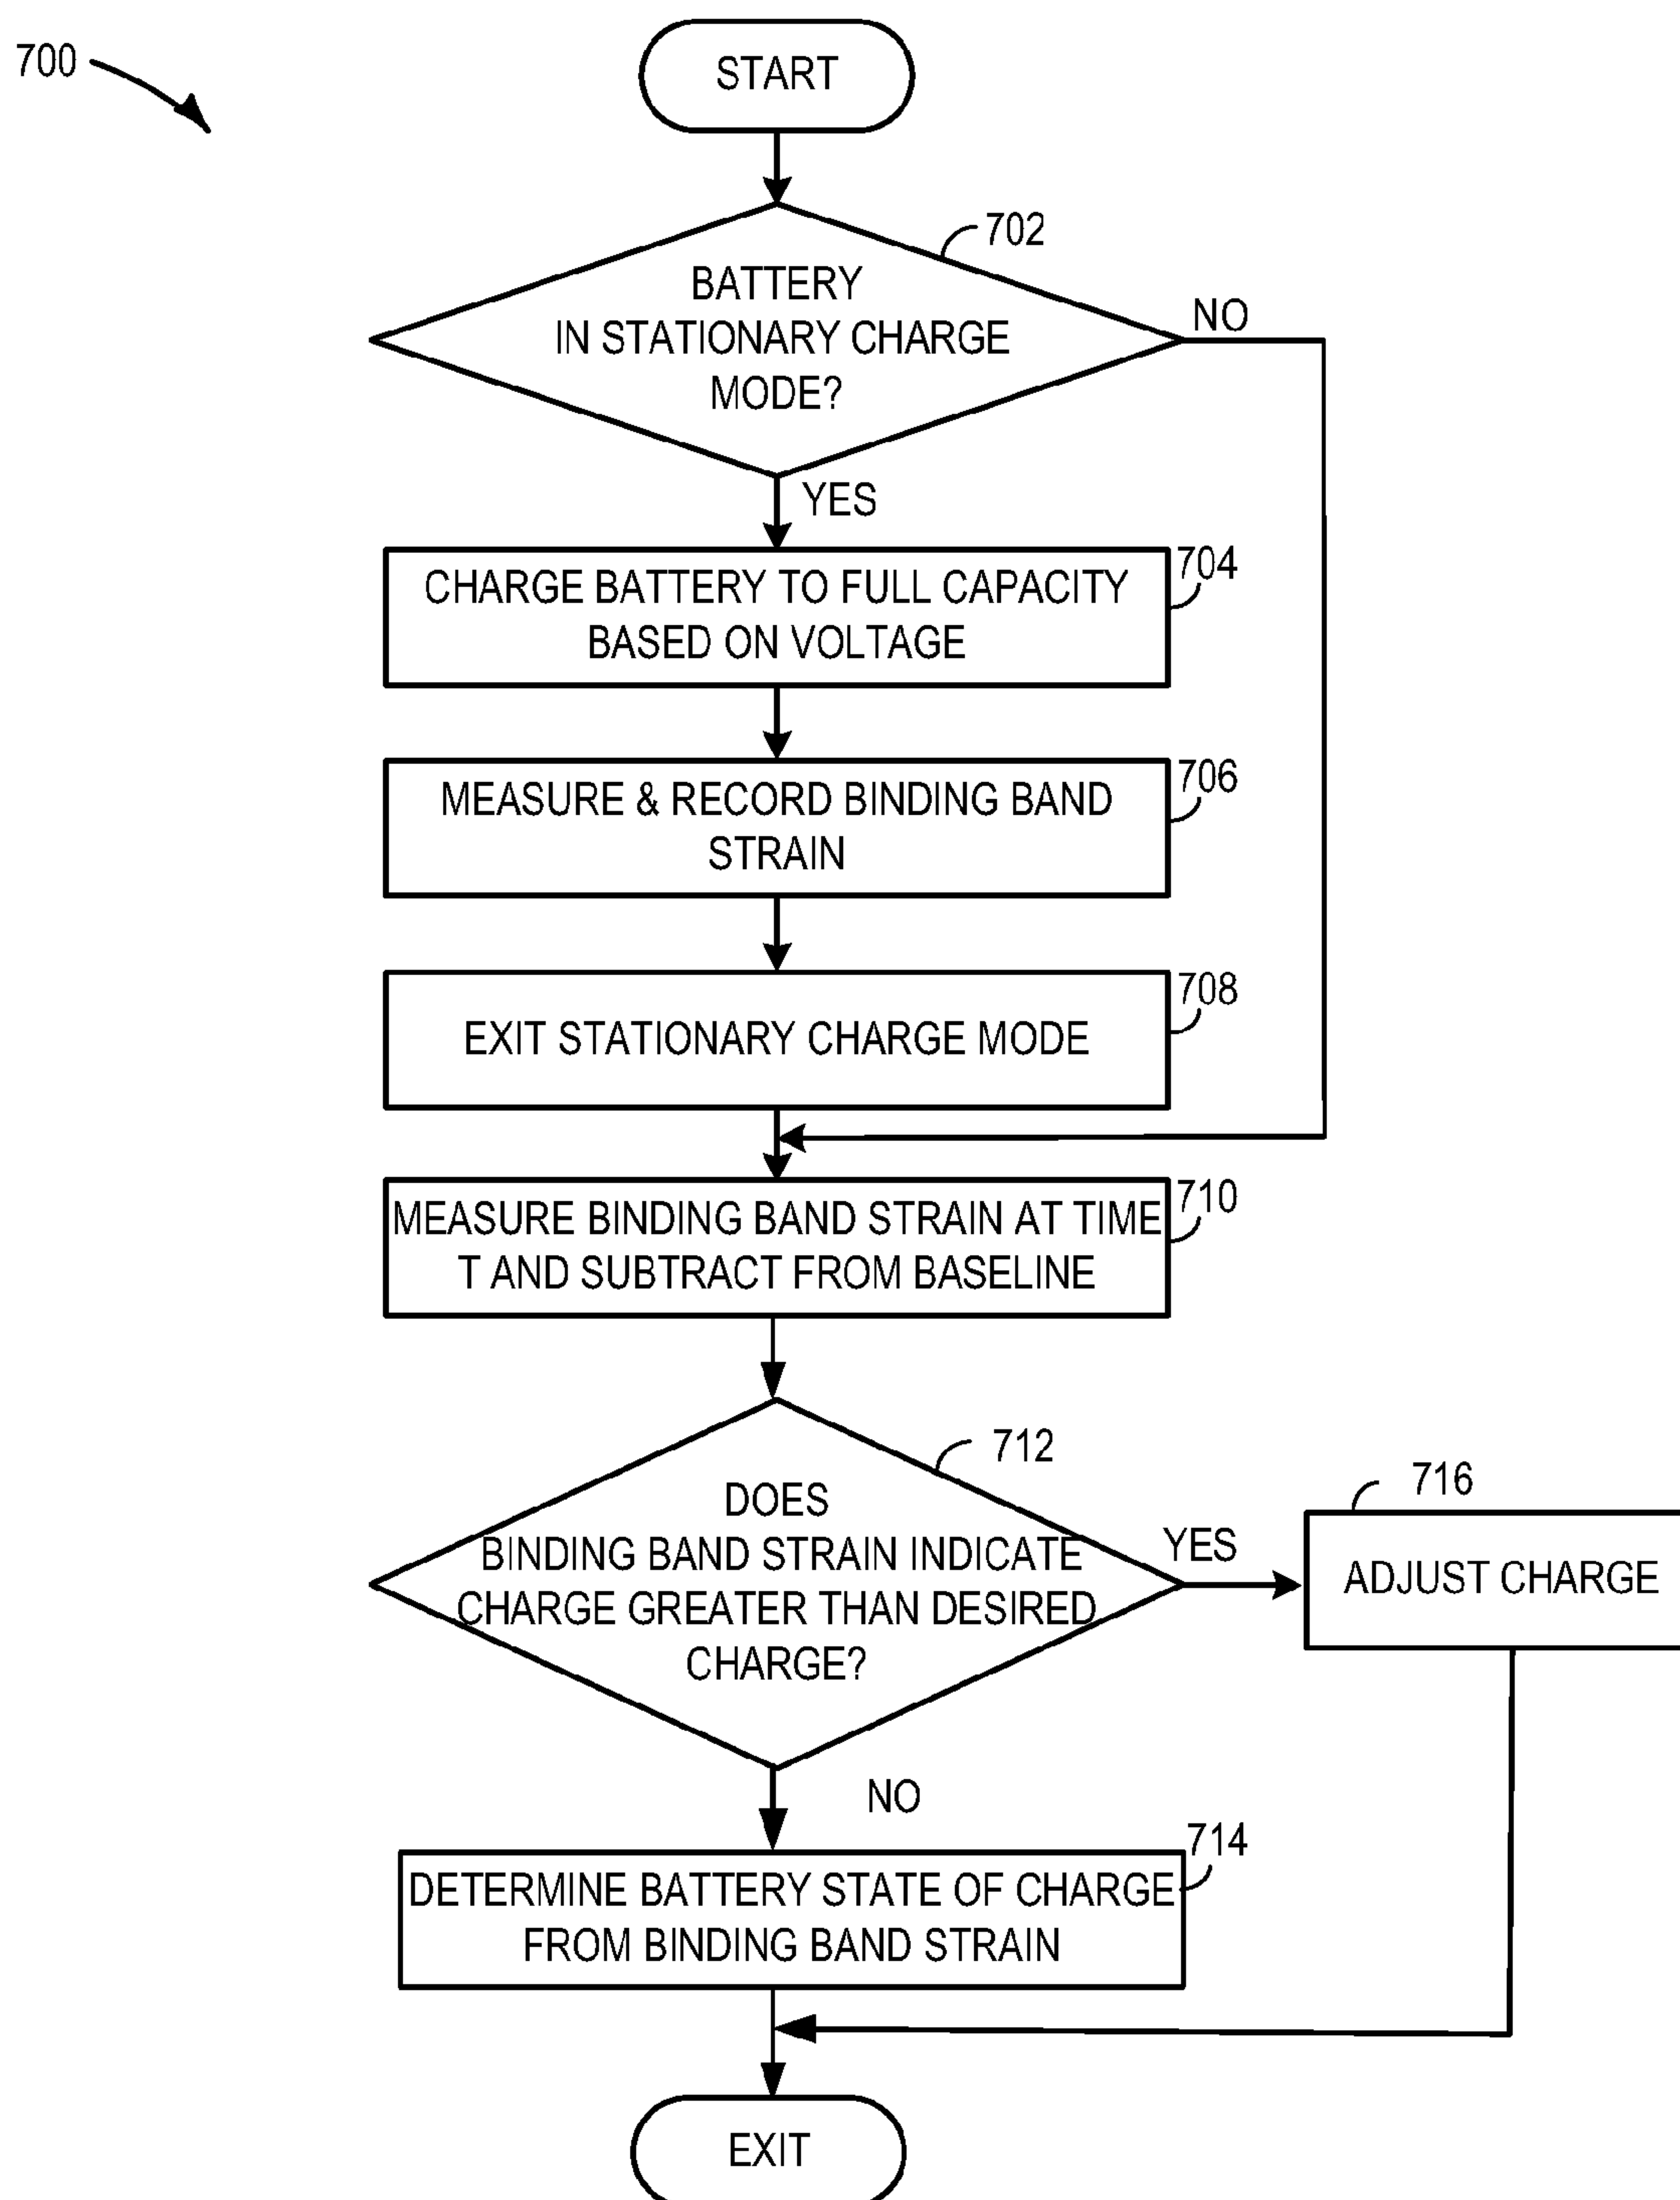 700
START
702
BATTERY
IN STATIONARY CHARGE
MODE?
NO
YES
704
CHARGE BATTERY TO FULL CAPACITY
BASED ON VOLTAGE
706
MEASURE & RECORD BINDING BAND
STRAIN
708
EXIT STATIONARY CHARGE MODE
710
MEASURE BINDING BAND STRAIN AT TIME
T AND SUBTRACT FROM BASELINE
712
DOES
BINDING BAND STRAIN INDICATE
CHARGE GREATER THAN DESIRED
CHARGE?
YES
716
ADJUST CHARGE
NO
714
DETERMINE BATTERY STATE OF CHARGE
FROM BINDING BAND STRAIN
EXIT